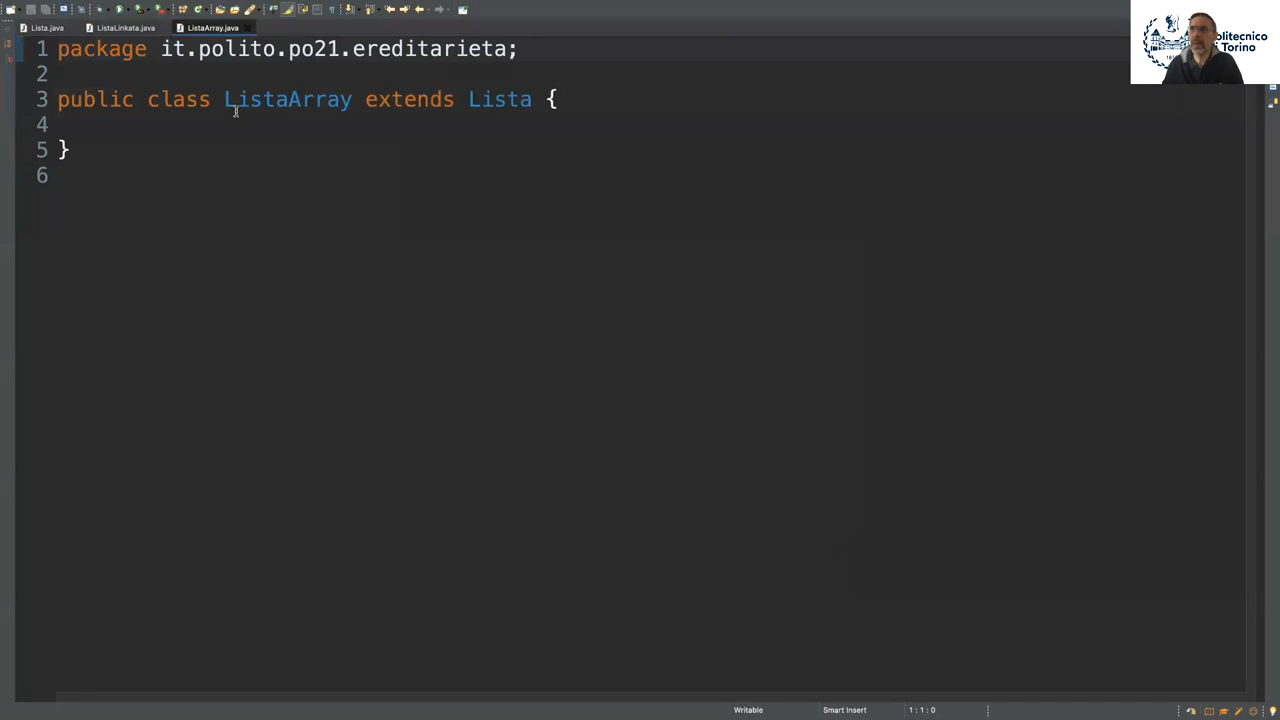 Lista.java ListaLinkata.java ListaArray.java
Politecnico
di Torino
1 package it.polito.po21.ereditarieta;
2
3 public class ListaArray extends Lista {
4
5 }
6
Writable Smart Insert 1 : 1 : 0